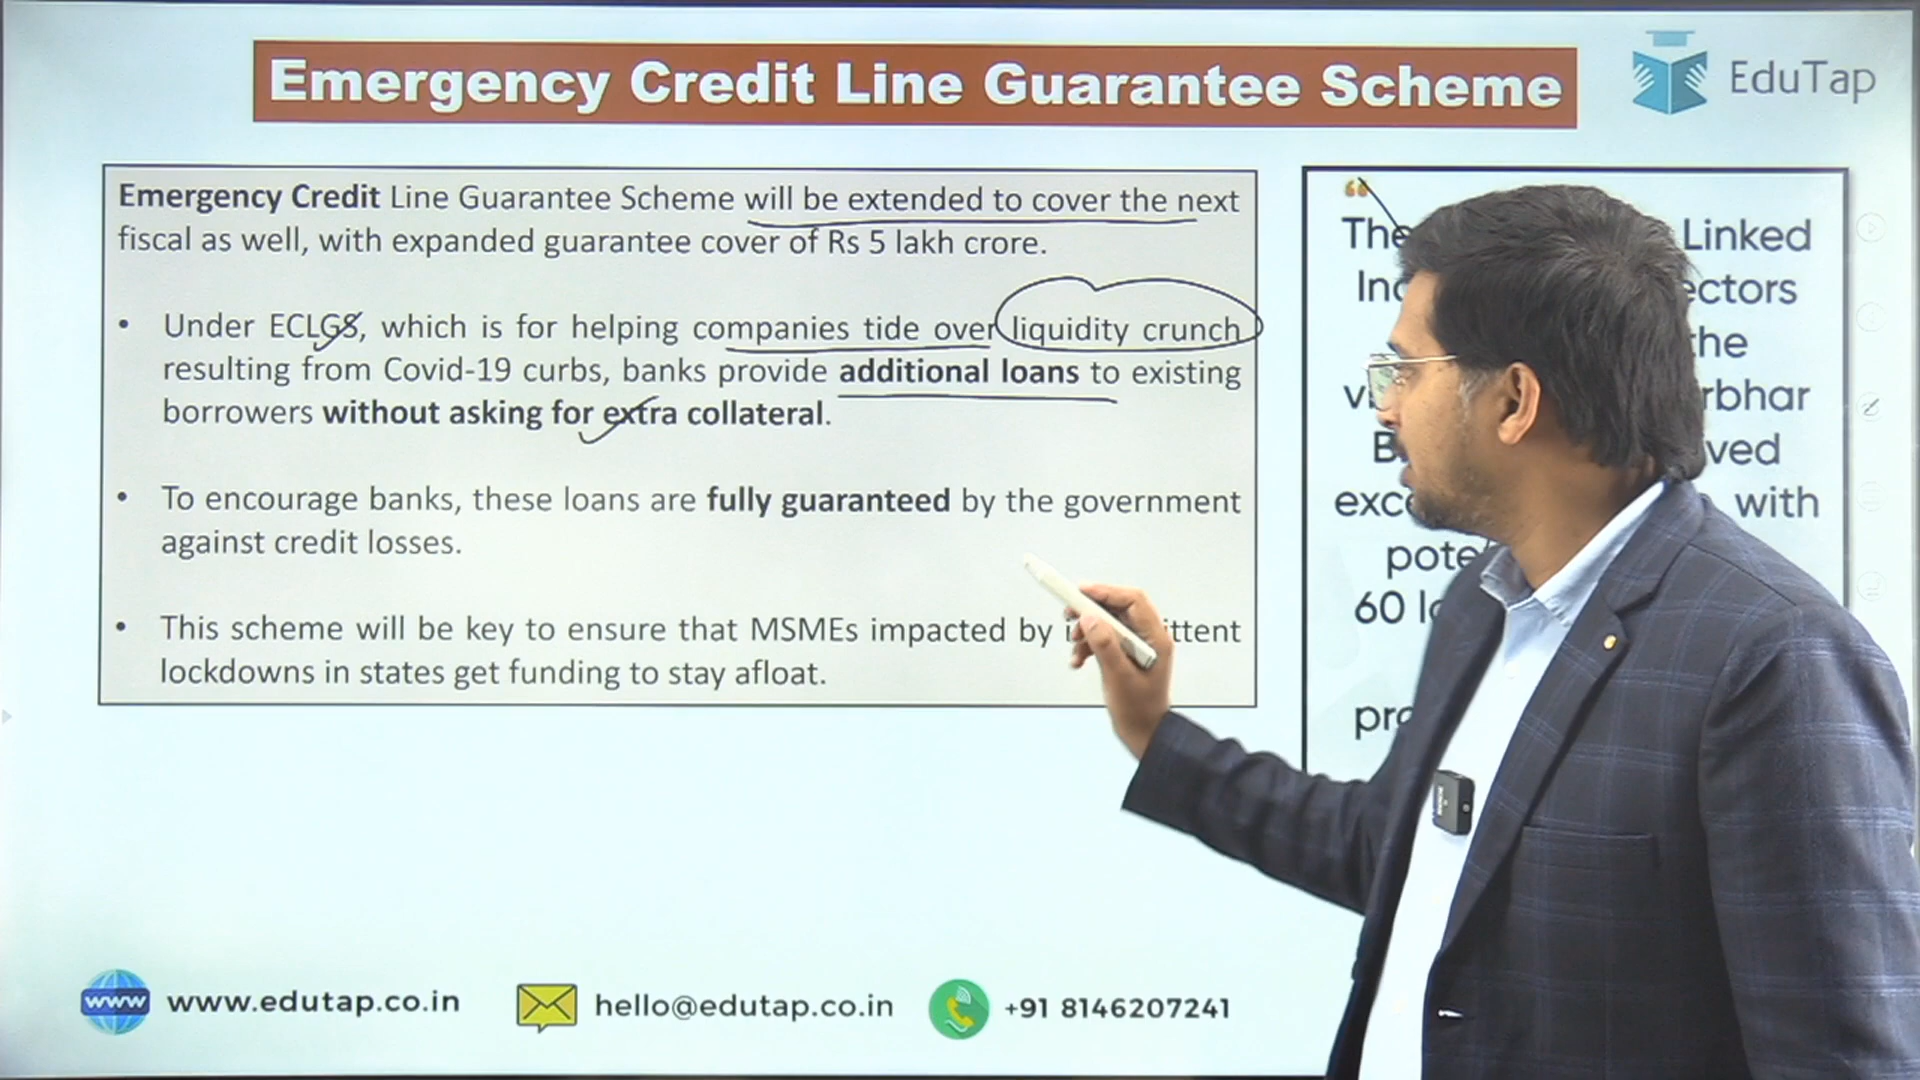 Emergency Credit Line Guarantee Scheme
EduTap
Emergency Credit Line Guarantee Scheme will be extended to cover the next
fiscal as well, with expanded guarantee cover of Rs 5 lakh crore.
• Under ECLGS, which is for helping companies tide over liquidity crunch
resulting from Covid-19 curbs, banks provide additional loans to existing
borrowers without asking for extra collateral.
• To encourage banks, these loans are fully guaranteed by the government
against credit losses.
• This scheme will be key to ensure that MSMEs impacted by
lockdowns in states get funding to stay afloat.
“
The Linked
the
with
60
www www.edutap.co.in
hello@edutap.co.in
+91 8146207241